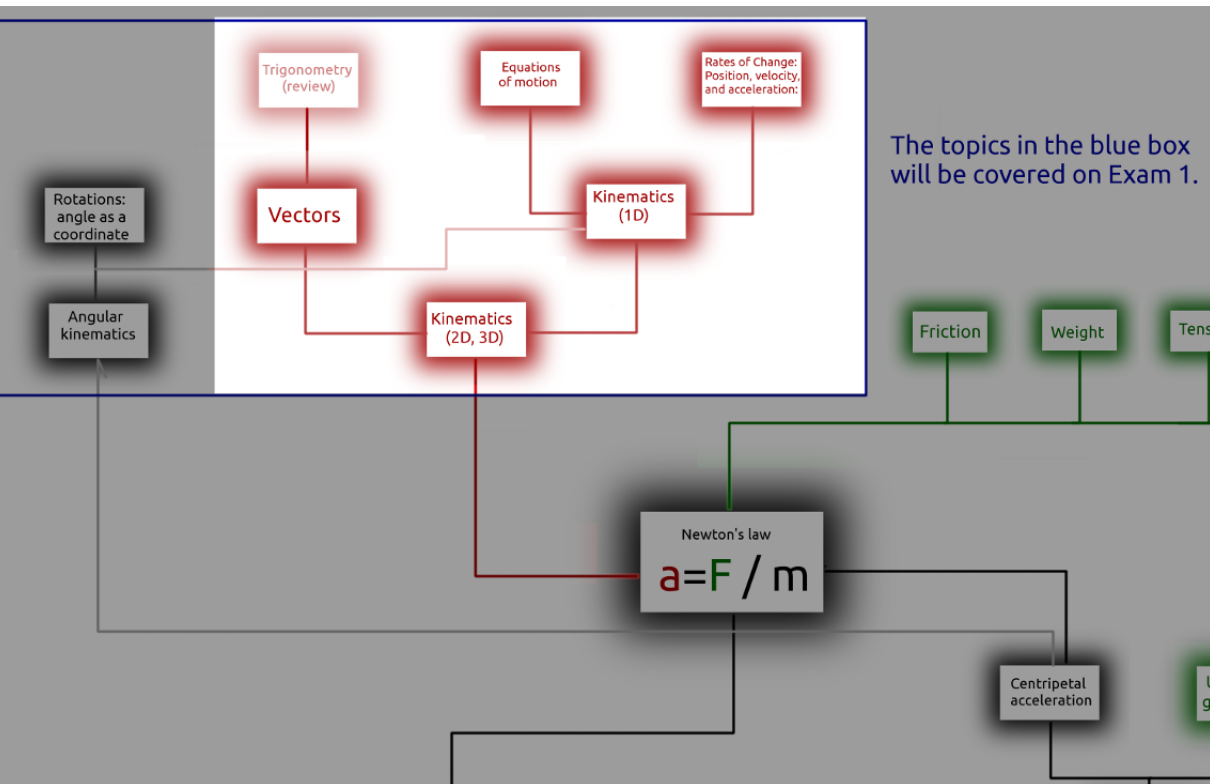 Trigonometry
(review)
Equations
of motion
Rates of Change:
Position, velocity,
and acceleration:
The topics in the blue box
will be covered on Exam 1.
Rotations:
angle as a
coordinate
Vectors
Kinematics
(1D)
Angular
kinematics
Kinematics
(2D, 3D)
Friction
Weight
Tens
Newton's law
a=F / m
Centripetal
acceleration